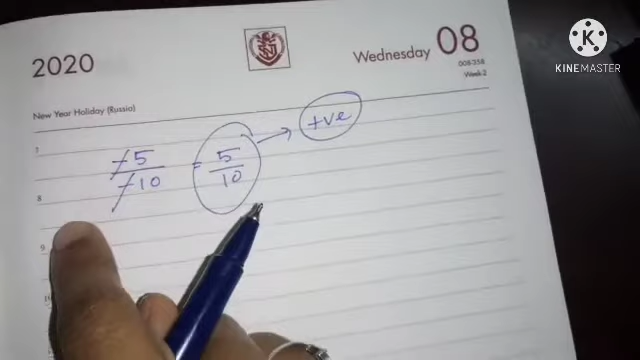 2020
Wednesday 08
008-358
Week-2
KINEMASTER
New Year Holiday (Russia)
7
-5/-10 = 5/10 → +ve
8
9